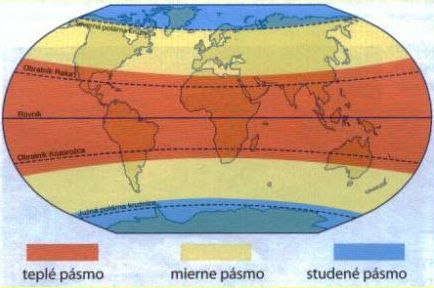 Severná polárna kružnica
Obratník Raka
Rovník
Obratník Kozorožca
Južná polárna kružnica
teplé pásmo
mierne pásmo
studené pásmo